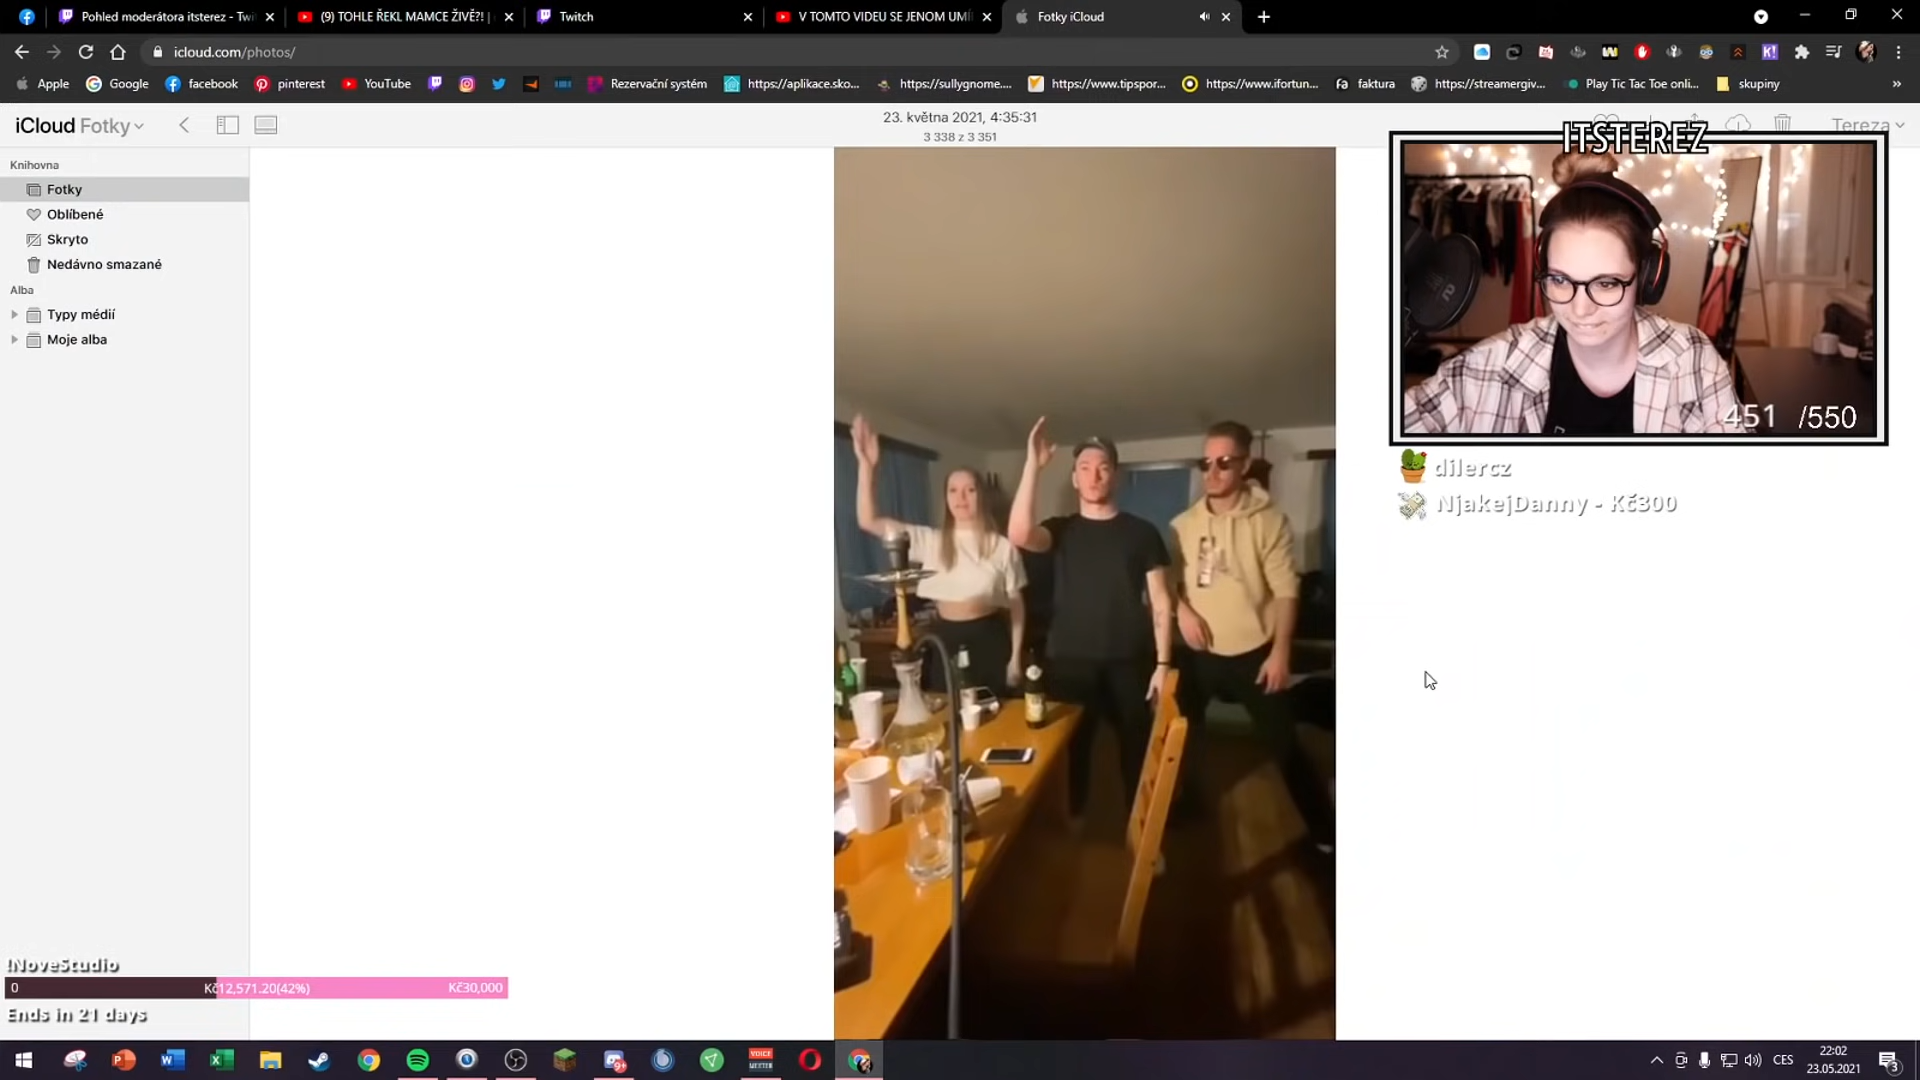 Pohled moderátora itsterez - Twi
(9) TOHLE ŘEKL MAMCE ŽIVĚ?! |
Twitch
V TOMTO VIDEU SE JENOM UMÍ
Fotky iCloud
icloud.com/photos/
Apple
Google
facebook
pinterest
YouTube
Rezervační systém
https://aplikace.sko...
https://sullygnome....
https://www.tipspor...
https://www.ifortun...
faktura
https://streamergiv...
Play Tic Tac Toe onli...
skupiny
iCloud Fotky
23. května 2021, 4:35:31
3 338 z 3 351
Tereza
ITSTEREZ
Knihovna
Fotky
Oblíbené
Skryto
Nedávno smazané
Alba
Typy médií
Moje alba
451 /550
dilercz
NjakejDanny - Kč300
!NoveStudio
0 Kč12,571.20(42%) Kč30,000
Ends in 21 days
CES
22:02
23.05.2021